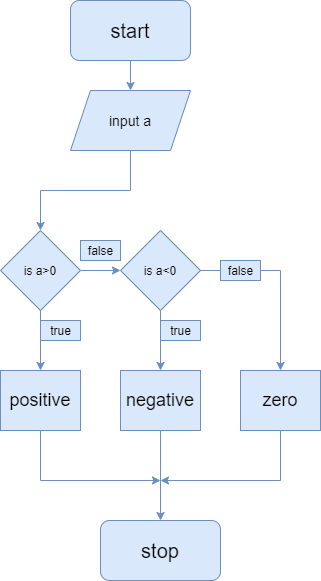 start
input a
is a>0
false
is a<0
false
true
true
positive
negative
zero
stop